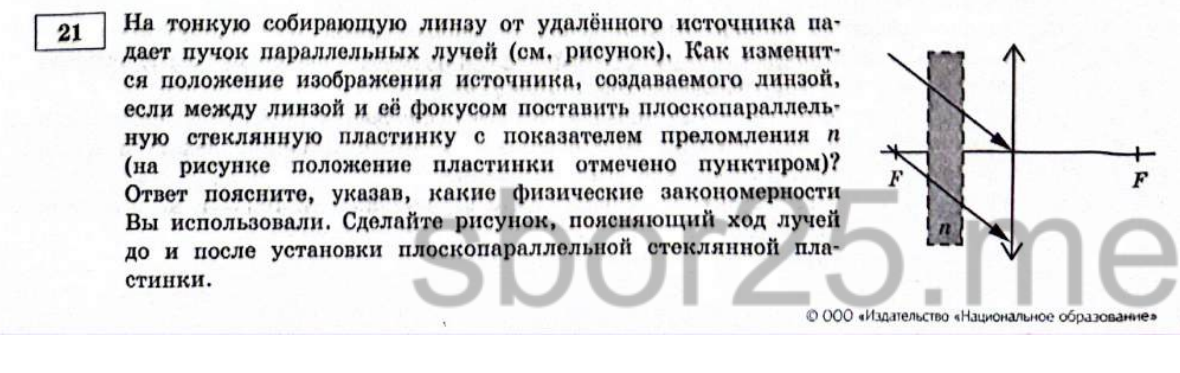 21
На тонкую собирающую линзу от удалённого источника па-
дает пучок параллельных лучей (см. рисунок). Как изменит-
ся положение изображения источника, создаваемого линзой,
если между линзой и её фокусом поставить плоскопараллель-
ную стеклянную пластинку с показателем преломления n
(на рисунке положение пластинки отмечено пунктиром)?
Ответ поясните, указав, какие физические закономерности
Вы использовали. Сделайте рисунок, поясняющий ход лучей
до и после установки плоскопараллельной стеклянной пла-
стинки.
F
F
n
sbor25.me
© ООО «Издательство «Национальное образование»